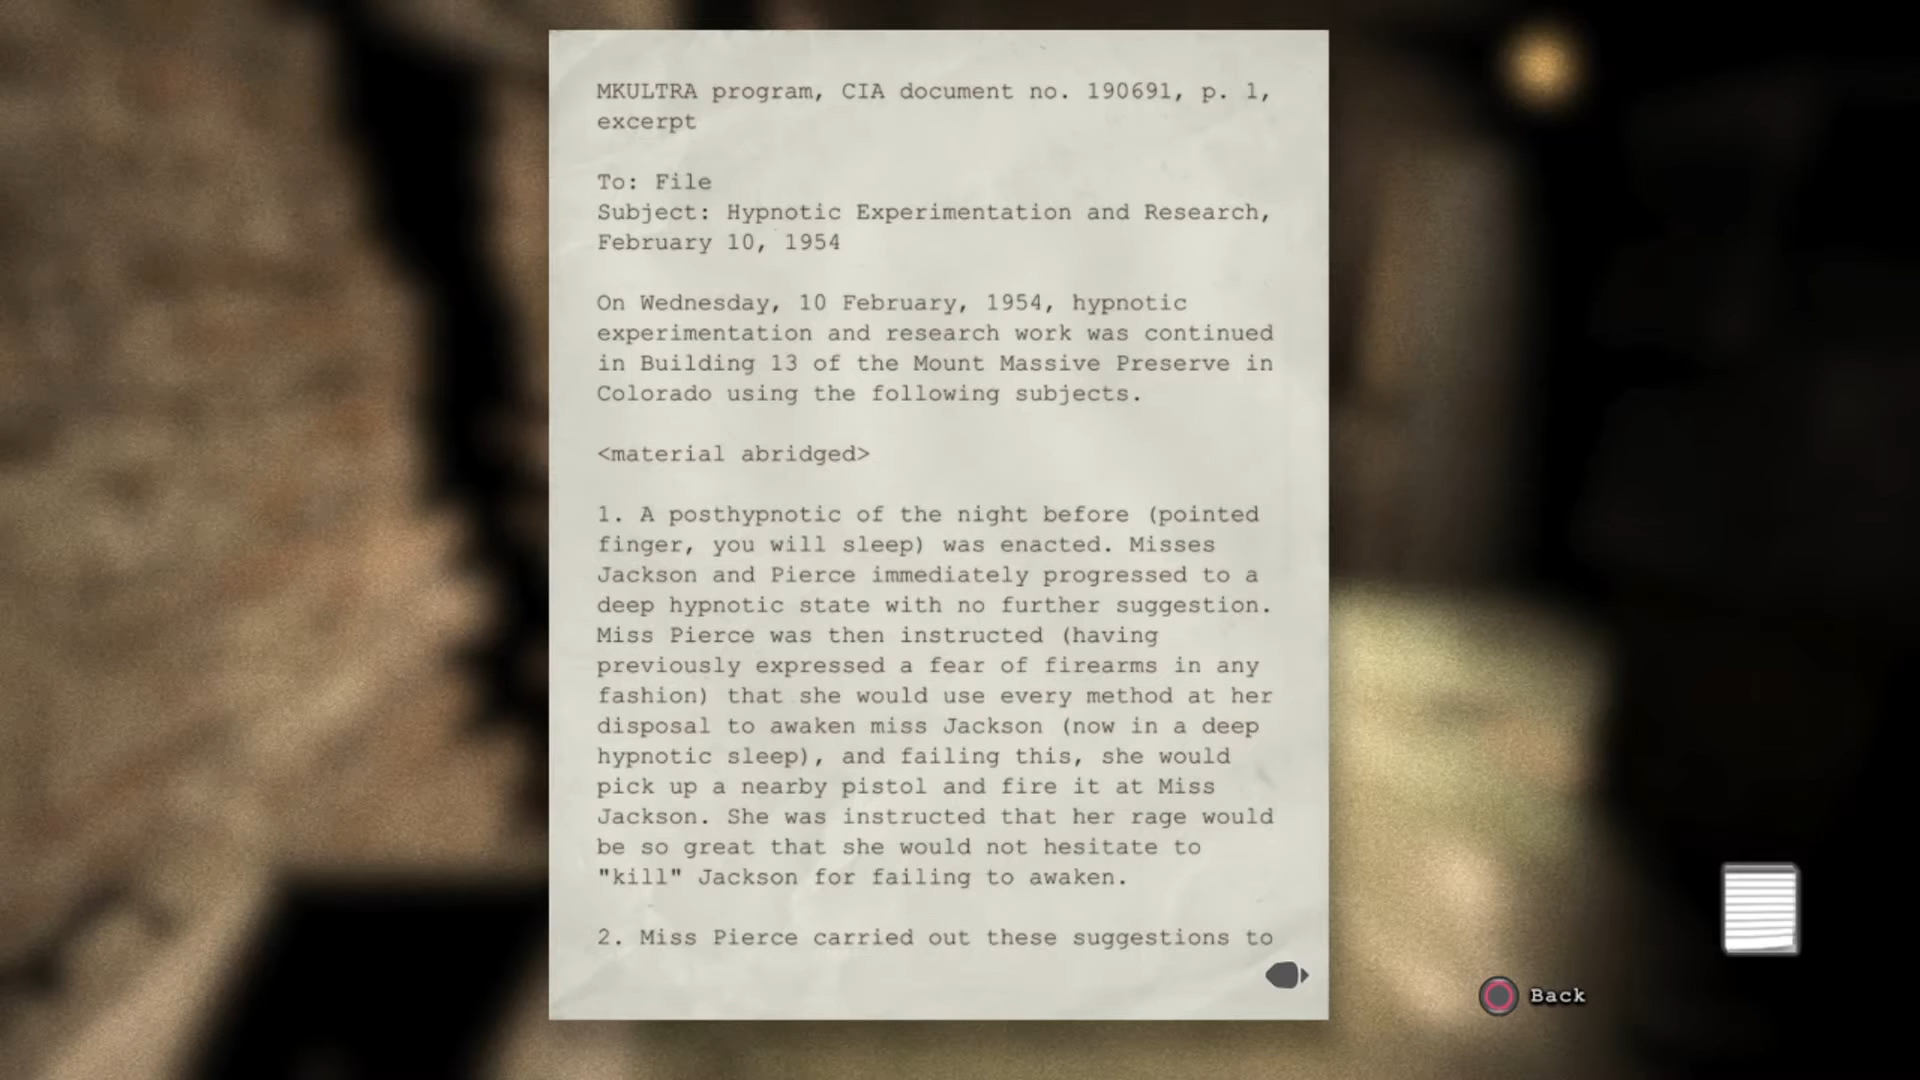 MKULTRA program, CIA document no. 190691, p. 1,
excerpt
To: File
Subject: Hypnotic Experimentation and Research,
February 10, 1954
On Wednesday, 10 February, 1954, hypnotic
experimentation and research work was continued
in Building 13 of the Mount Massive Preserve in
Colorado using the following subjects.
<material abridged>
1. A posthypnotic of the night before (pointed
finger, you will sleep) was enacted. Misses
Jackson and Pierce immediately progressed to a
deep hypnotic state with no further suggestion.
Miss Pierce was then instructed (having
previously expressed a fear of firearms in any
fashion) that she would use every method at her
disposal to awaken miss Jackson (now in a deep
hypnotic sleep), and failing this, she would
pick up a nearby pistol and fire it at Miss
Jackson. She was instructed that her rage would
be so great that she would not hesitate to
"kill" Jackson for failing to awaken.
2. Miss Pierce carried out these suggestions to
Back